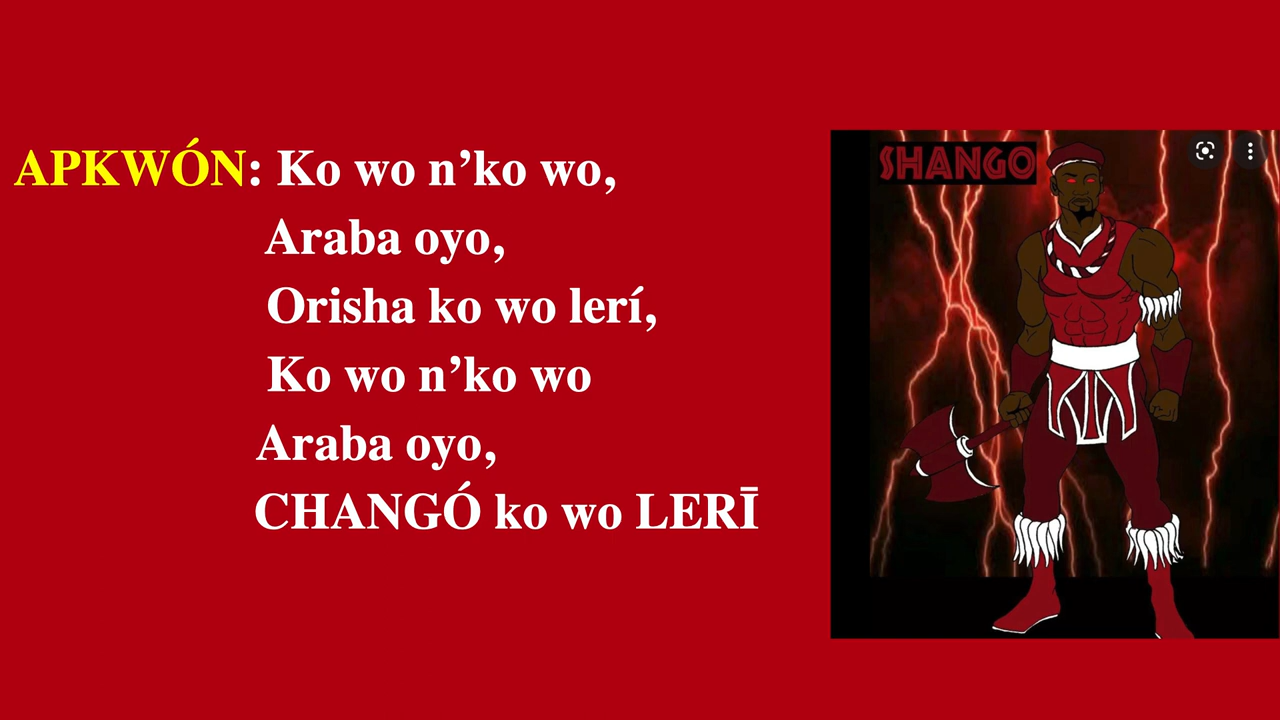 APKWÓN: Ko wo n’ko wo,
Araba oyo,
Orisha ko wo lerí,
Ko wo n’ko wo
Araba oyo,
CHANGÓ ko wo LERĪ
SHANGO